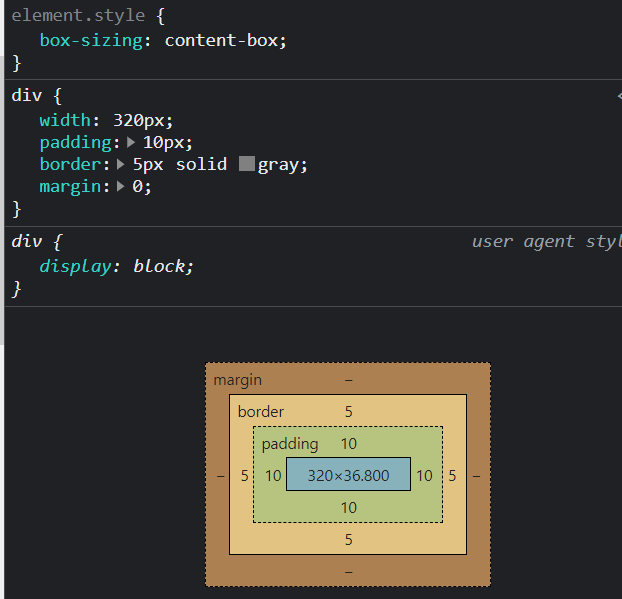 element.style {
box-sizing: content-box;
}
div {
width: 320px;
padding: 10px;
border: 5px solid gray;
margin: 0;
}
div { user agent styl
display: block;
}
margin –
border 5
padding 10
– 5 10 320×36.800 10 5 –
10
5
–